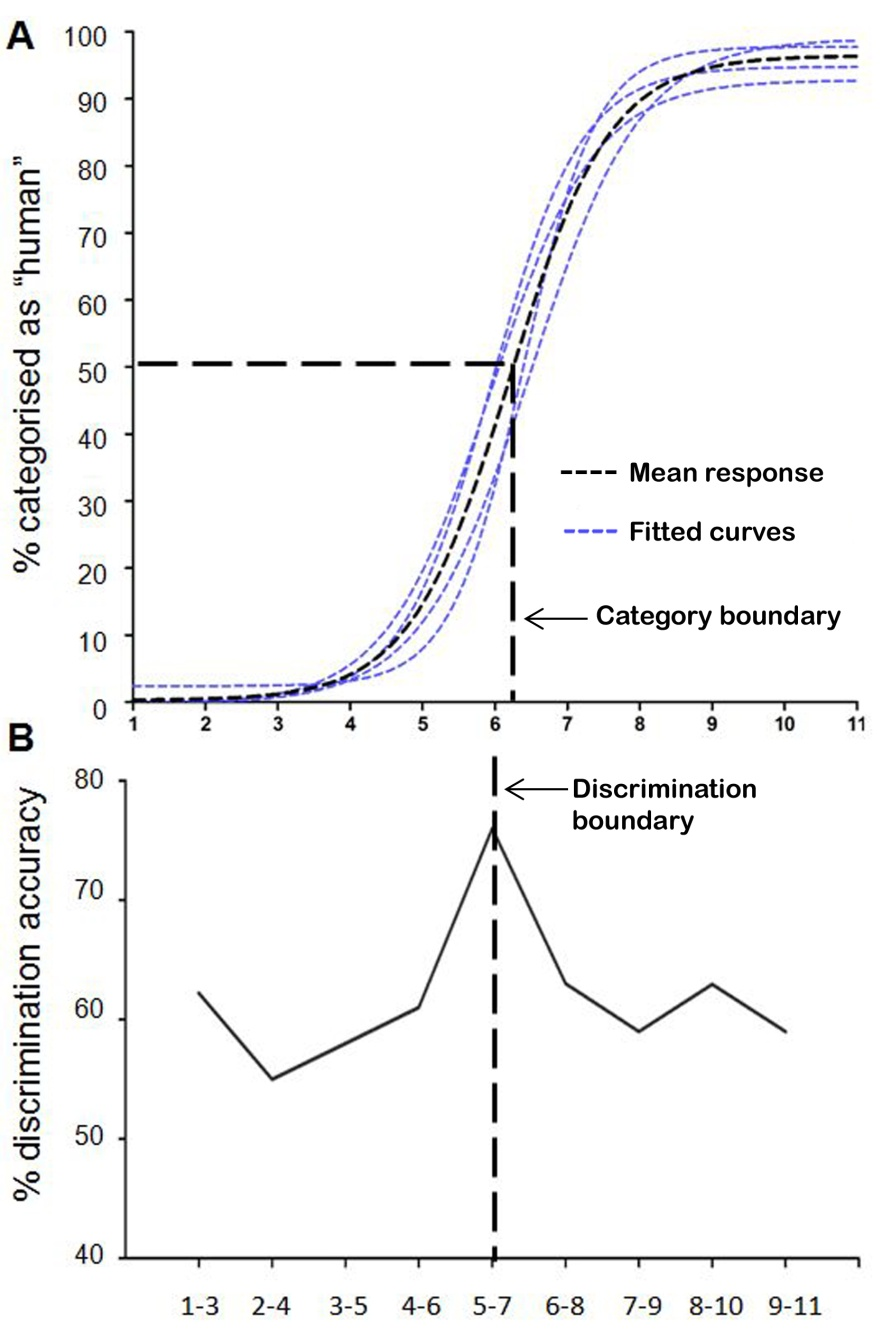 A
100
90
80
70
60
50
40
30
20
10
0
% categorised as “human”
Mean response
Fitted curves
Category boundary
1 2 3 4 5 6 7 8 9 10 11
B
80
70
60
50
40
% discrimination accuracy
Discrimination
boundary
1-3 2-4 3-5 4-6 5-7 6-8 7-9 8-10 9-11